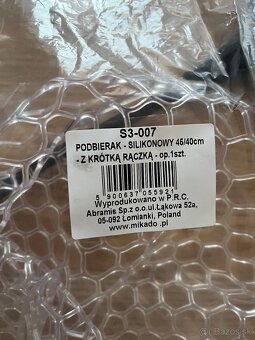 S3-007
PODBIERAK - SILIKONOWY 46/40cm
- Z KRÓTKĄ RĄCZKĄ - op.1szt.
5 900637 055921
Wyprodukowano w P.R.C.
Abramis Sp.z o.o.ul.Łąkowa 52a,
05-092 Łomianki, Poland
www.mikado.pl